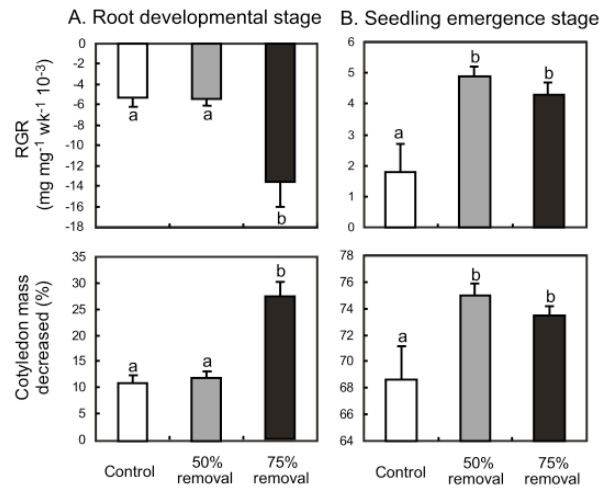 A. Root developmental stage
B. Seedling emergence stage
RGR
(mg mg-1 wk-1 10-3)
0
-2
-4
-6
-8
-10
-12
-14
-16
-18
a
a
b
6
5
4
3
2
1
0
a
b
b
Cotyledon mass
decreased (%)
35
30
25
20
15
10
5
0
a
a
b
78
76
74
72
70
68
66
64
a
b
b
Control
50%
removal
75%
removal
Control
50%
removal
75%
removal